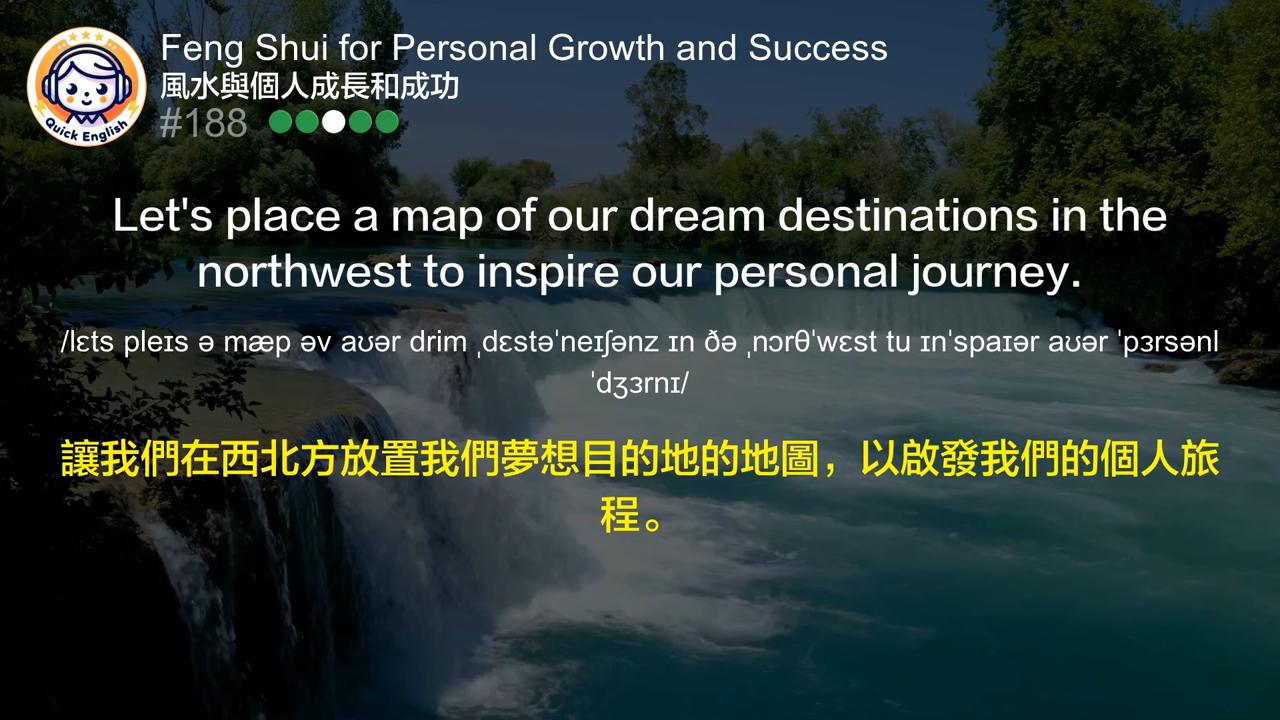 Feng Shui for Personal Growth and Success
風水與個人成長和成功
#188
Quick English
Let's place a map of our dream destinations in the
northwest to inspire our personal journey.
/lɛts pleɪs ə mæp əv aʊər drim ˌdɛstəˈneɪʃənz ɪn ðə ˌnɔrθˈwɛst tu ɪnˈspaɪər aʊər ˈpɜrsənl
ˈdʒɜrnɪ/
讓我們在西北方放置我們夢想目的地的地圖，以啟發我們的個人旅
程。